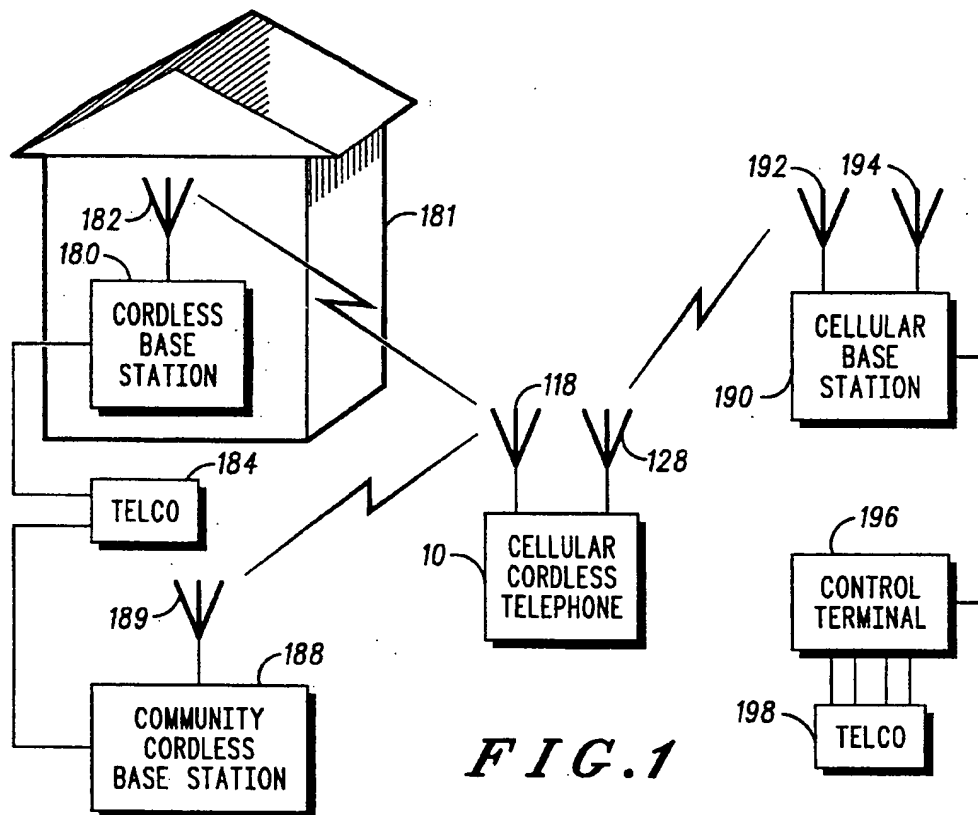 182
180
CORDLESS
BASE
STATION
181
184
TELCO
189
188
COMMUNITY
CORDLESS
BASE STATION
118
128
10
CELLULAR
CORDLESS
TELEPHONE
192
194
190
CELLULAR
BASE
STATION
196
CONTROL
TERMINAL
198
TELCO
FIG.1